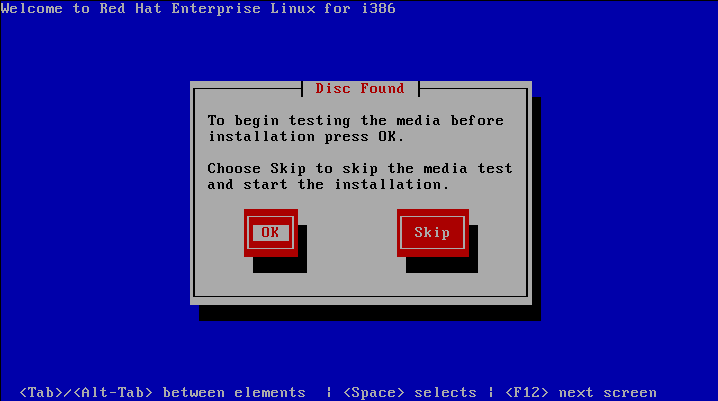 Welcome to Red Hat Enterprise Linux for i386
Disc Found
To begin testing the media before
installation press OK.
Choose Skip to skip the media test
and start the installation.
OK Skip
<Tab>/<Alt-Tab> between elements | <Space> selects | <F12> next screen